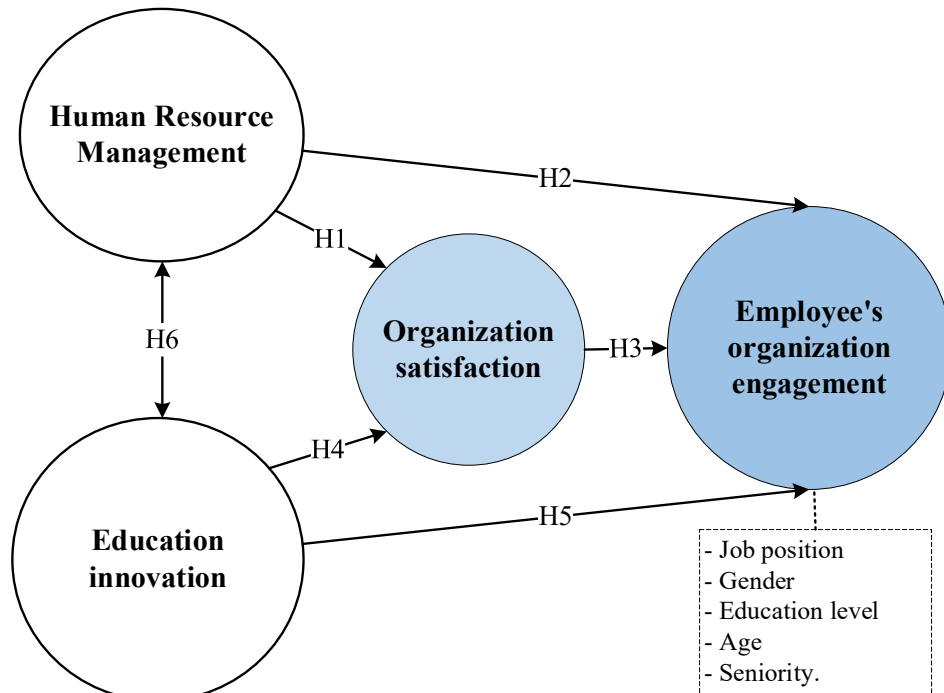 Human Resource
Management
H2
H1
Organization
satisfaction
H3
Employee's
organization
engagement
H6
H4
H5
Education
innovation
- Job position
- Gender
- Education level
- Age
- Seniority.